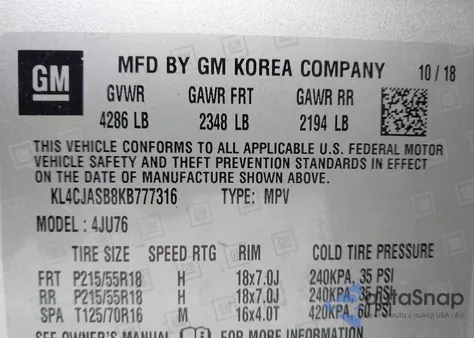 GM MFD BY GM KOREA COMPANY 10/18
GVWR GAWR FRT GAWR RR
4286 LB 2348 LB 2194 LB
THIS VEHICLE CONFORMS TO ALL APPLICABLE U.S. FEDERAL MOTOR
VEHICLE SAFETY AND THEFT PREVENTION STANDARDS IN EFFECT
ON THE DATE OF MANUFACTURE SHOWN ABOVE.
KL4CJASB8KB777316 TYPE: MPV
MODEL: 4JU76
TIRE SIZE SPEED RTG RIM COLD TIRE PRESSURE
FRT P215/55R18 H 18x7.0J 240KPA, 35 PSI
RR P215/55R18 H 18x7.0J 240KPA, 35 PSI
SPA T125/70R16 M 16x4.0T 420KPA, 60 PSI
SEE OWNER'S MANUAL FOR MORE INFORMATION
autaSnap